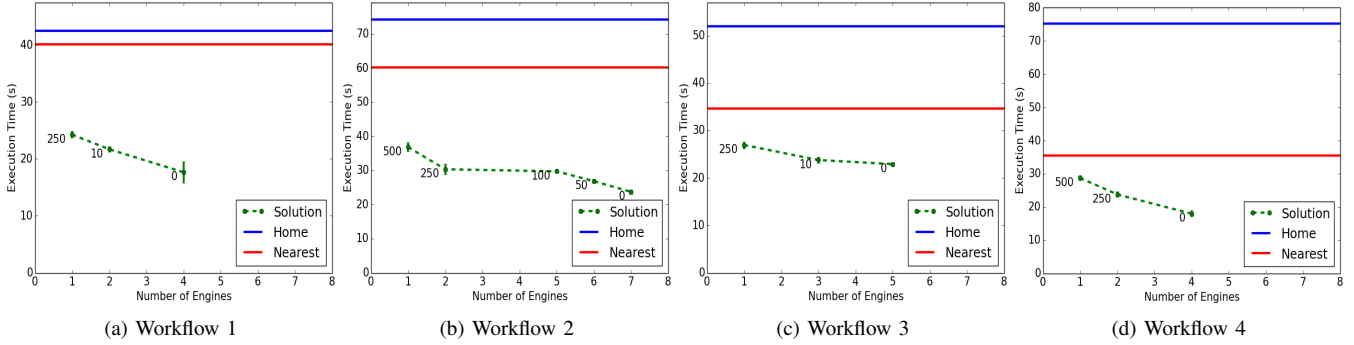 Execution Time (s)
40
30
20
10
0
250
10
0
Solution
Home
Nearest
0 1 2 3 4 5 6 7 8
Number of Engines
(a) Workflow 1
Execution Time (s)
70
60
50
40
30
20
10
0
500
250
100
50
0
Solution
Home
Nearest
0 1 2 3 4 5 6 7 8
Number of Engines
(b) Workflow 2
Execution Time (s)
50
40
30
20
10
0
250
10
0
Solution
Home
Nearest
0 1 2 3 4 5 6 7 8
Number of Engines
(c) Workflow 3
Execution Time (s)
80
70
60
50
40
30
20
10
0
500
250
0
Solution
Home
Nearest
0 1 2 3 4 5 6 7 8
Number of Engines
(d) Workflow 4